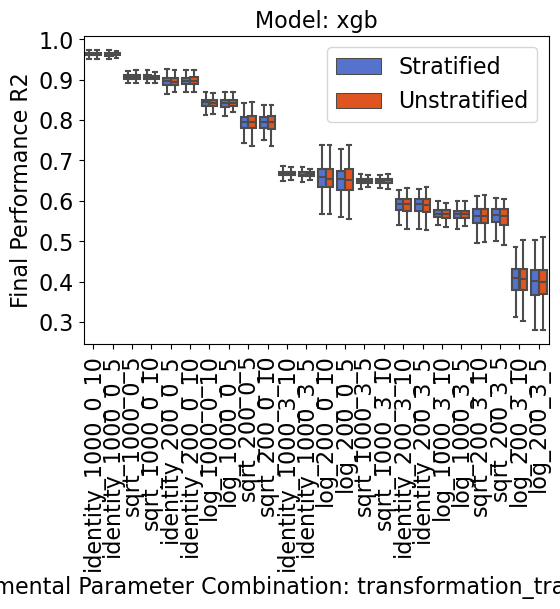 Model: xgb
Final Performance R2
1.0
0.9
0.8
0.7
0.6
0.5
0.4
0.3
Stratified
Unstratified
identity_1000_0_10
identity_1000_0_5
sqrt_1000_0_5
sqrt_1000_0_10
identity_200_0_5
identity_200_0_10
log_1000_0_10
log_1000_0_5
sqrt_200_0_5
sqrt_200_0_10
identity_1000_3_10
identity_1000_3_5
log_200_0_10
log_200_0_5
sqrt_1000_3_5
sqrt_1000_3_10
identity_200_3_10
identity_200_3_5
log_1000_3_10
log_1000_3_5
sqrt_200_3_10
sqrt_200_3_5
log_200_3_10
log_200_3_5
mental Parameter Combination: transformation_tra